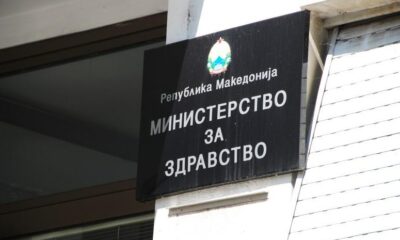 Република Македонија
МИНИСТЕРСТВО
ЗА
ЗДРАВСТВО